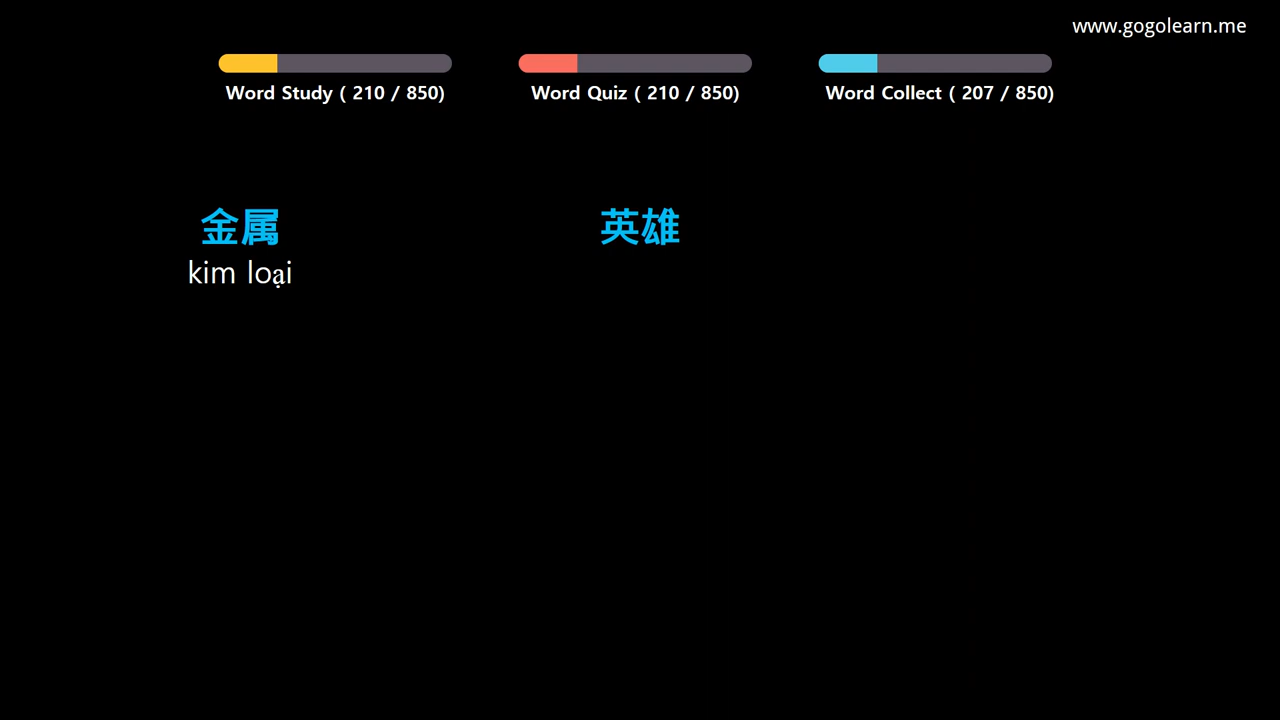 www.gogolearn.me
Word Study ( 210 / 850)
Word Quiz ( 210 / 850)
Word Collect ( 207 / 850)
金属
kim loại
英雄